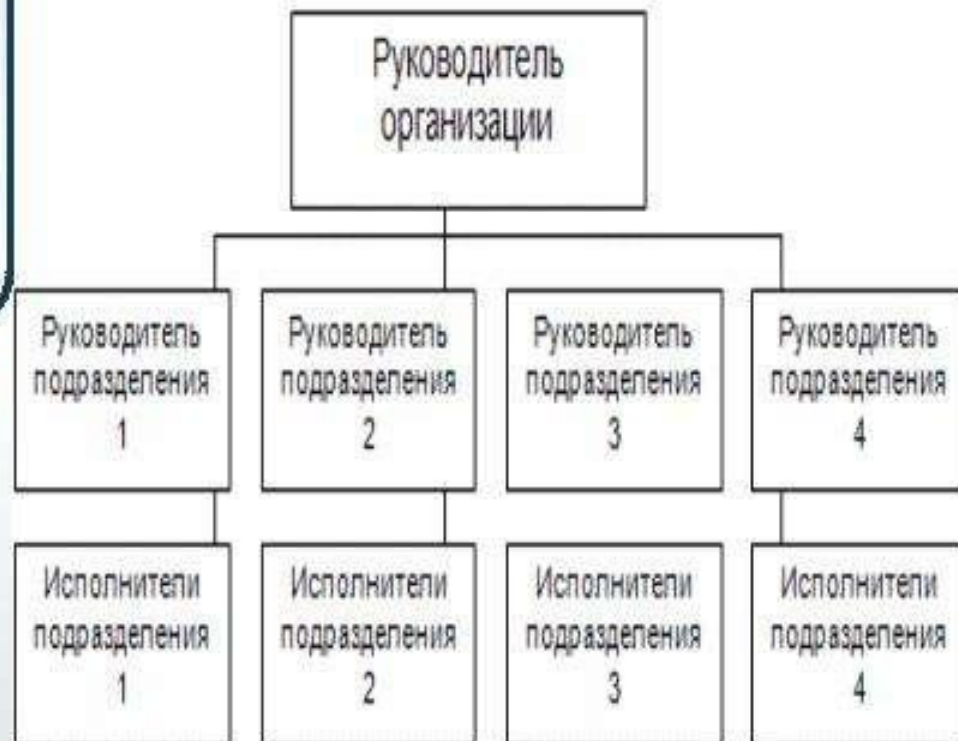 Руководитель
организации
Руководитель
подразделения
1
Руководитель
подразделения
2
Руководитель
подразделения
3
Руководитель
подразделения
4
Исполнители
подразделения
1
Исполнители
подразделения
2
Исполнители
подразделения
3
Исполнители
подразделения
4